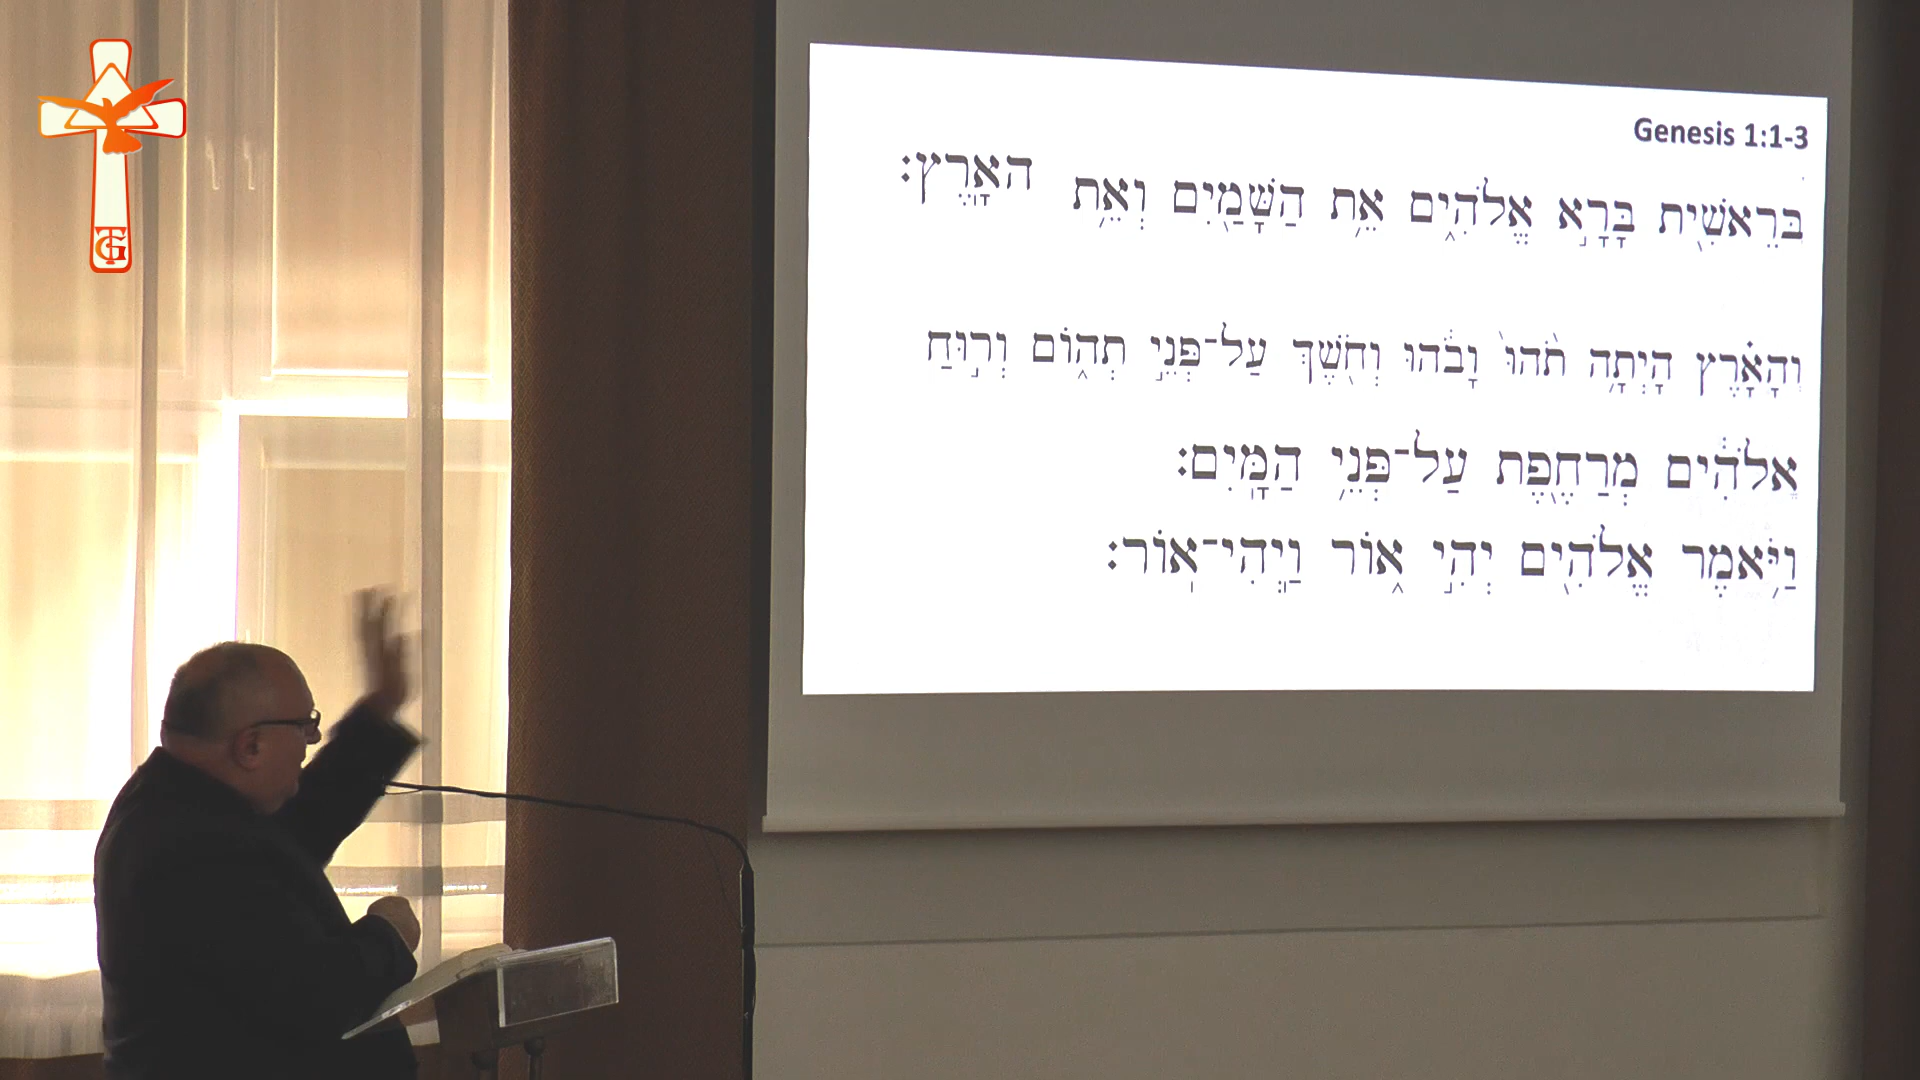 Genesis 1:1-3
בְּרֵאשִׁ֖ית בָּרָ֣א אֱלֹהִ֑ים אֵ֥ת הַשָּׁמַ֖יִם וְאֵ֥ת הָאָֽרֶץ׃
וְהָאָ֗רֶץ הָיְתָ֥ה תֹ֙הוּ֙ וָבֹ֔הוּ וְחֹ֖שֶׁךְ עַל־פְּנֵ֣י תְה֑וֹם וְר֣וּחַ
אֱלֹהִ֔ים מְרַחֶ֖פֶת עַל־פְּנֵ֥י הַמָּֽיִם׃
וַיֹּ֥אמֶר אֱלֹהִ֖ים יְהִ֣י א֑וֹר וַֽיְהִי־אֽוֹר׃